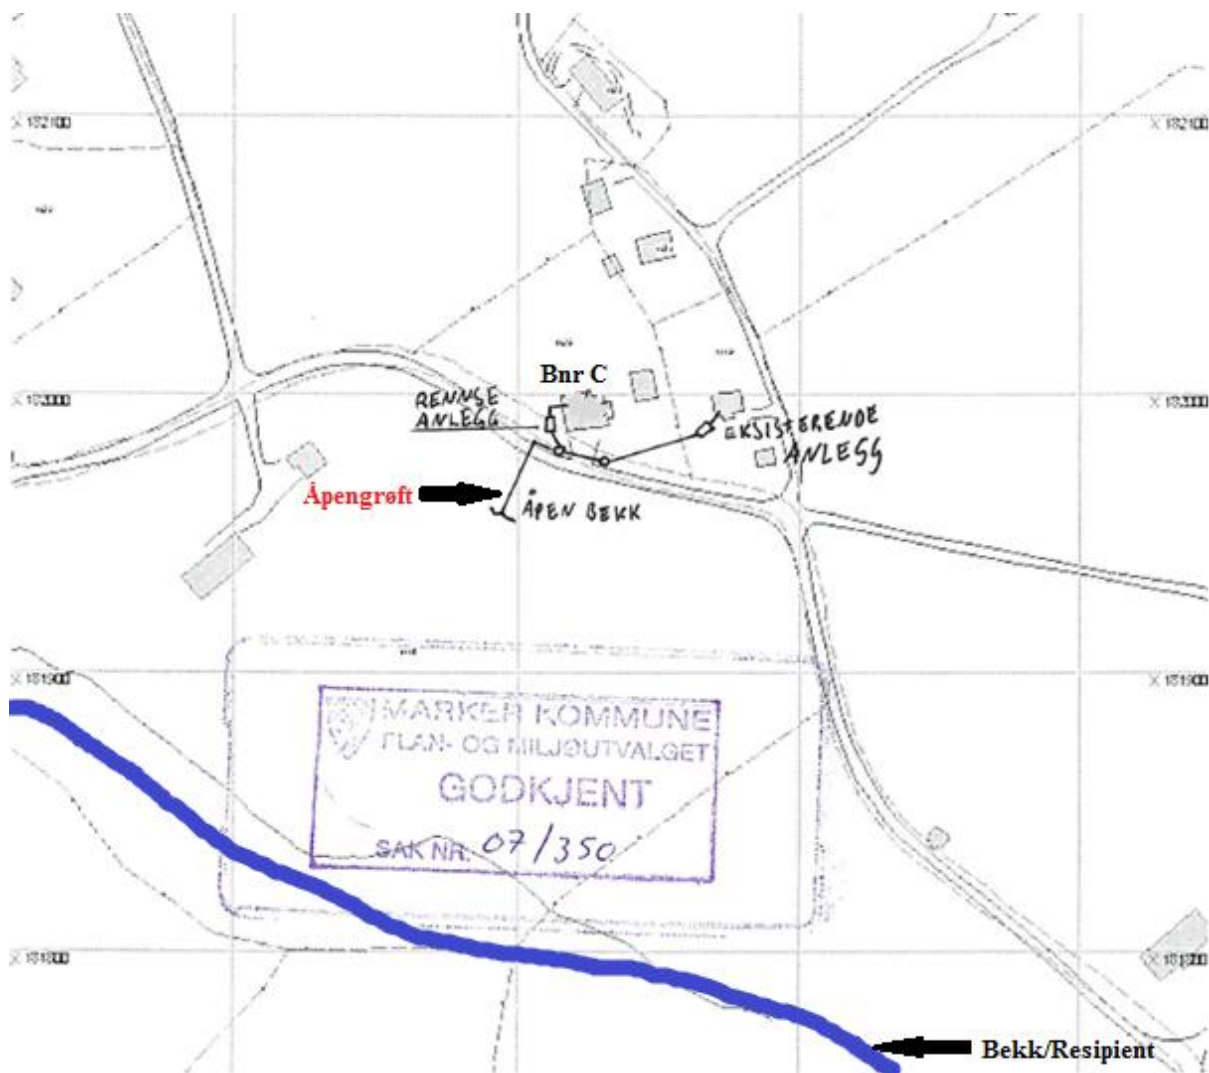 X 182100
X 182100
Bnr C
X 182000
X 182000
RENNSE
ANLEGG
EKSISTERENDE
ANLEGG
Åpengrøft
ÅPEN BEKK
X 181900
X 181900
MARKER KOMMUNE
PLAN- OG MILJØUTVALGET
GODKJENT
SAK NR. 07/350
X 181800
X 181800
Bekk/Resipient